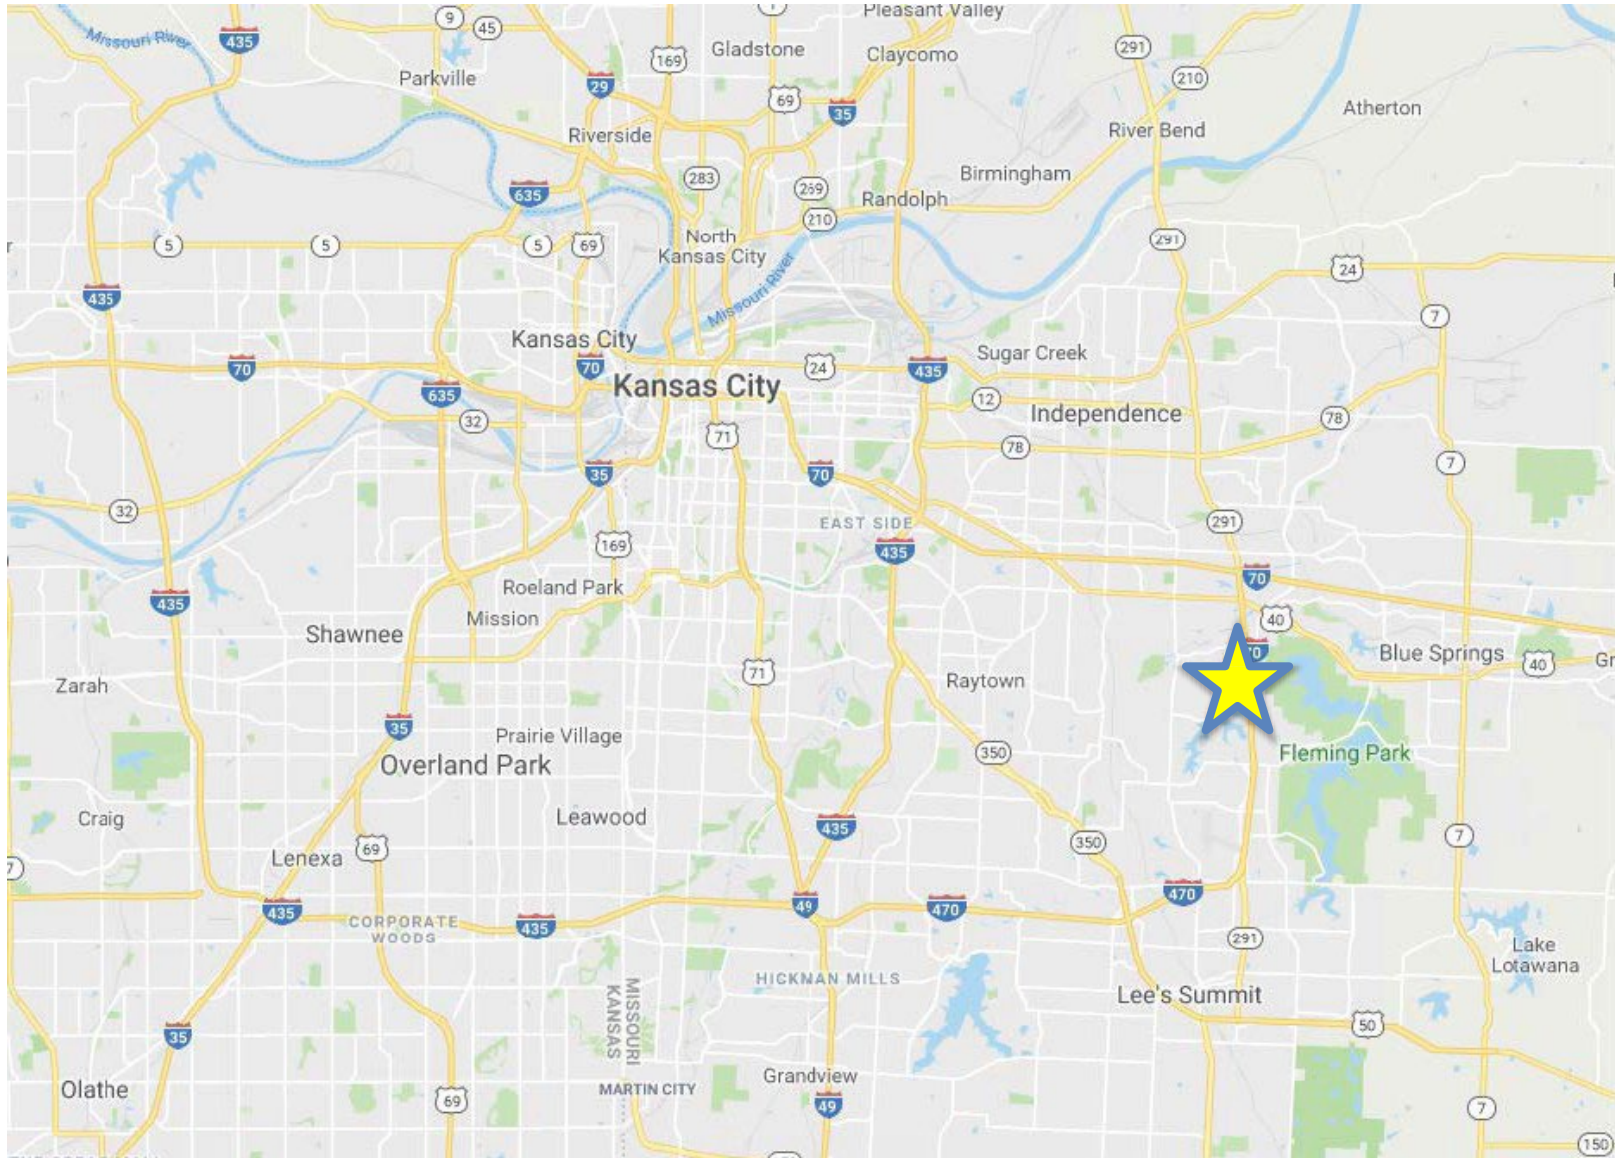 Pleasant Valley
9
45
Missouri River
435
Gladstone
169
Claycomo
291
Parkville
29
210
69
35
Atherton
Riverside
River Bend
Birmingham
283
269
635
Randolph
210
5
5
5
69
North
Kansas City
291
24
435
Missouri River
7
Kansas City
Sugar Creek
70
70
24
435
Kansas City
635
12
Independence
32
78
71
78
35
70
7
32
EAST SIDE
291
169
435
70
Roeland Park
435
Mission
40
Shawnee
70
Blue Springs
40
Gr
71
Raytown
Zarah
35
Prairie Village
350
Fleming Park
Overland Park
Craig
Leawood
435
7
350
69
Lenexa
7
470
49
470
435
CORPORATE
WOODS
435
291
Lake
Lotawana
HICKMAN MILLS
MISSOURI
KANSAS
Lee's Summit
50
35
Olathe
Grandview
MARTIN CITY
69
49
7
150